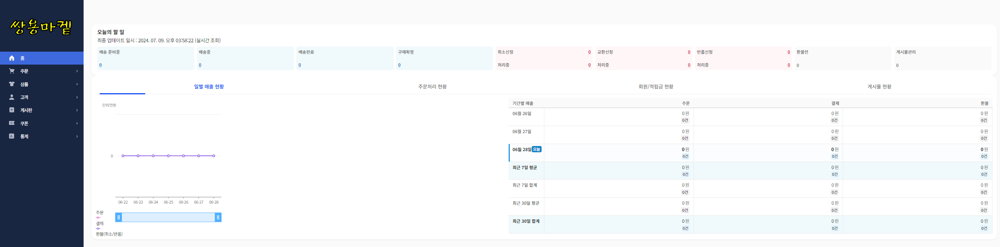 쌍용마켙
홈
주문
상품
고객
게시판
쿠폰
통계
오늘의 할 일
최종 업데이트 일시 : 2024. 07. 09. 오후 03:58:22 (실시간 조회)
배송 준비중
0
배송중
0
배송완료
0
구매확정
0
취소신청 0
처리중 0
교환신청 0
처리중 0
반품신청 0
처리중 0
환불전
0
게시물관리
0
일별 매출 현황 주문처리 현황 회원/적립금 현황 게시물 현황
단위/만원
0
06-22 06-23 06-24 06-25 06-26 06-27 06-28
주문
결제
환불(취소/반품)
기간별 매출 주문 결제 환불
06월 26일 0 원 0 원 0 원
0건 0건 0건
06월 27일 0 원 0 원 0 원
0건 0건 0건
06월 28일 오늘 0 원 0 원 0 원
0건 0건 0건
최근 7일 평균 0 원 0 원 0 원
0건 0건 0건
최근 7일 합계 0 원 0 원 0 원
0건 0건 0건
최근 30일 평균 0 원 0 원 0 원
0건 0건 0건
최근 30일 합계 0 원 0 원 0 원
0건 0건 0건